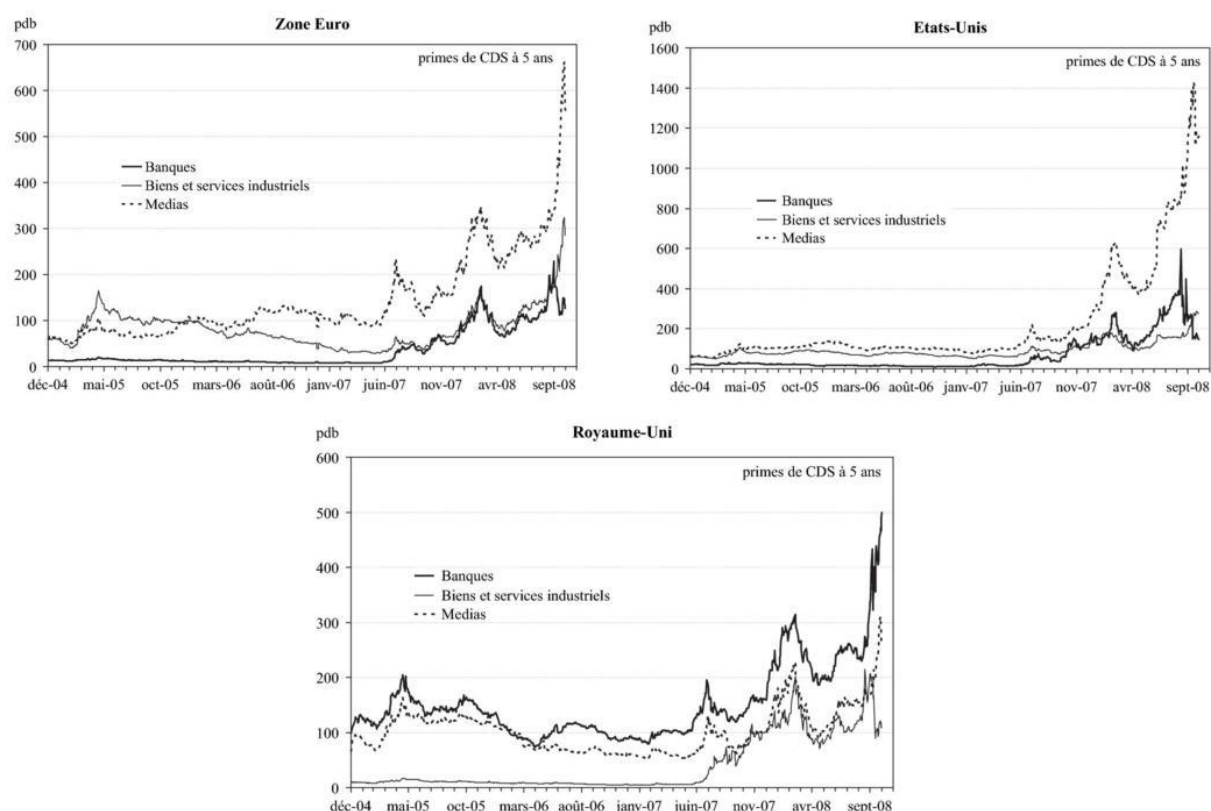 Zone Euro
pdb
primes de CDS à 5 ans
700
600
500
400
300
200
100
0
Banques
Biens et services industriels
Medias
déc-04 mai-05 oct-05 mars-06 août-06 janv-07 juin-07 nov-07 avr-08 sept-08
Etats-Unis
pdb
primes de CDS à 5 ans
1600
1400
1200
1000
800
600
400
200
0
Banques
Biens et services industriels
Medias
déc-04 mai-05 oct-05 mars-06 août-06 janv-07 juin-07 nov-07 avr-08 sept-08
Royaume-Uni
pdb
primes de CDS à 5 ans
600
500
400
300
200
100
0
Banques
Biens et services industriels
Medias
déc-04 mai-05 oct-05 mars-06 août-06 janv-07 juin-07 nov-07 avr-08 sept-08